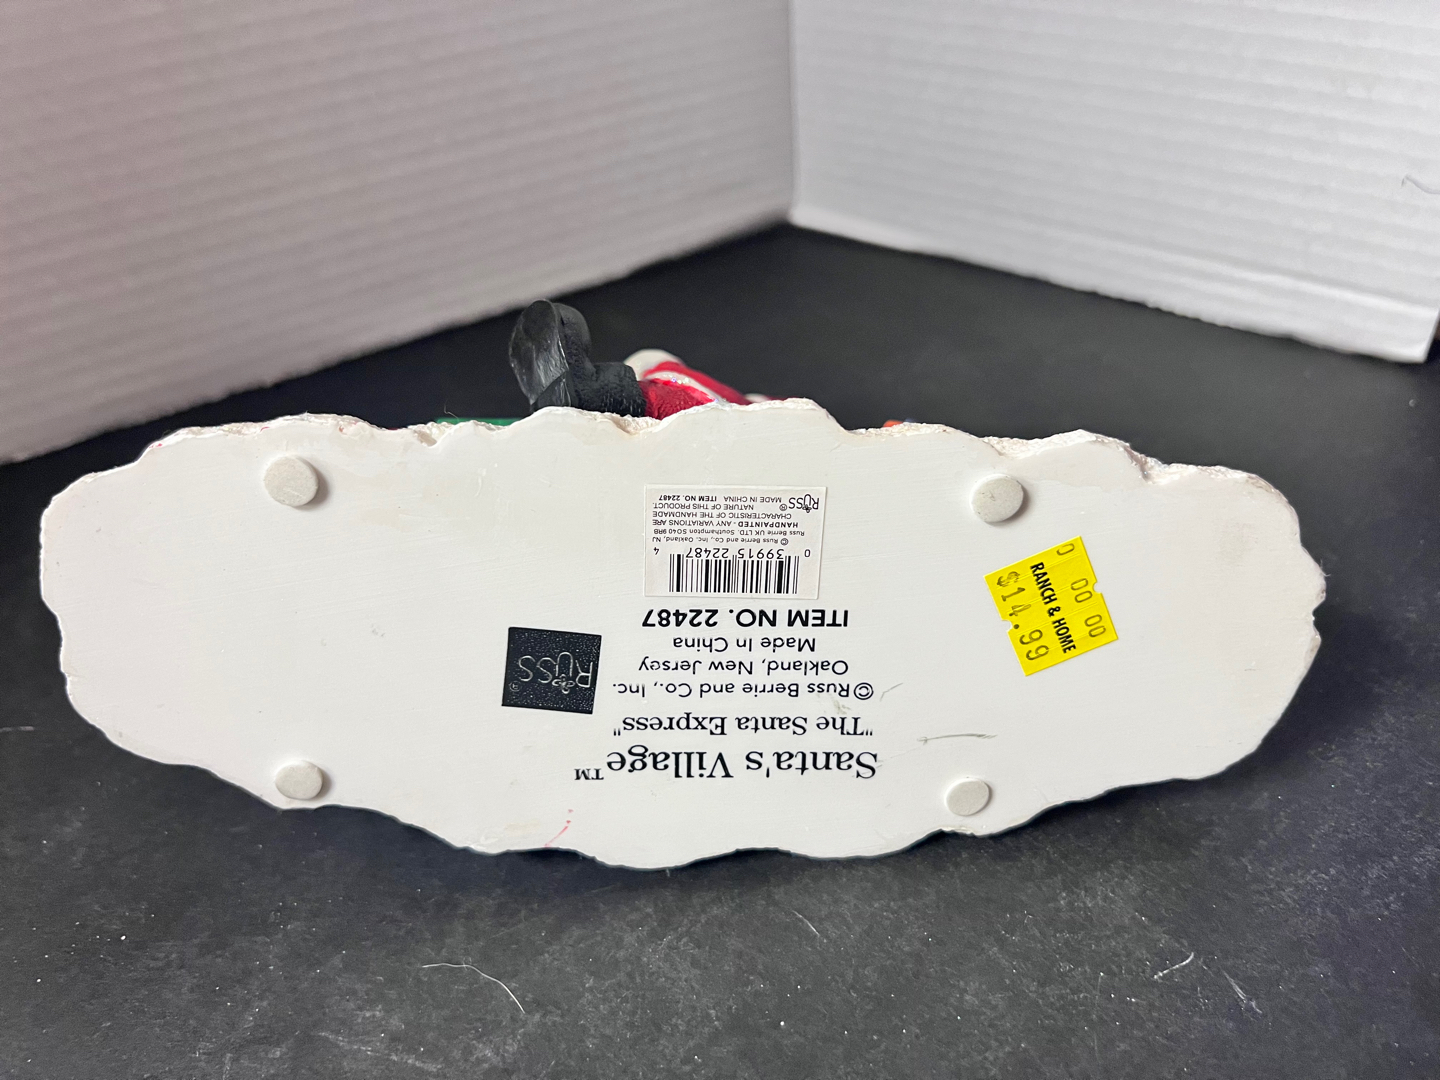 Santa's Village™
"The Santa Express"
©Russ Berrie and Co., Inc.
Oakland, New Jersey
Made In China
ITEM NO. 22487
RUSS®
0 39915 22487 4
© Russ Berrie and Co., Inc. Oakland, NJ
Russ Berrie UK LTD. Southampton SO40 9RB
HANDPAINTED - ANY VARIATIONS ARE
CHARACTERISTIC OF THE HANDMADE
NATURE OF THIS PRODUCT.
MADE IN CHINA ITEM NO. 22487
RUSS®
0 00 00
RANCH & HOME
$14.99